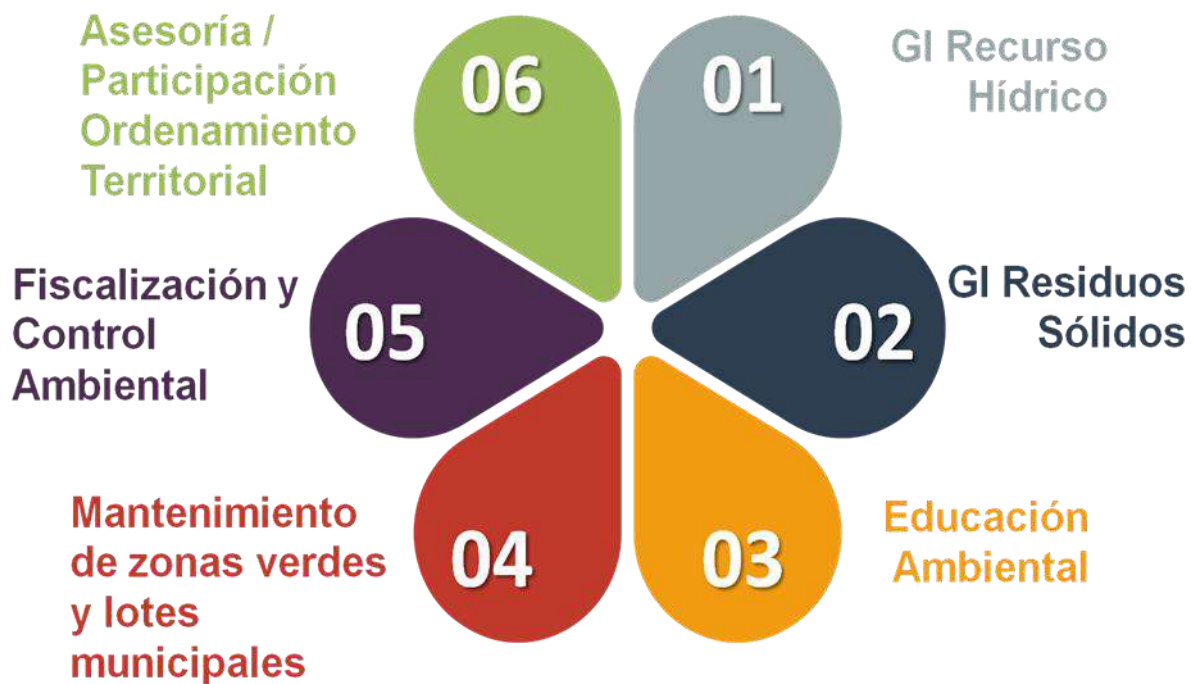 01
GI Recurso
Hídrico
02
GI Residuos
Sólidos
03
Educación
Ambiental
04
Mantenimiento
de zonas verdes
y lotes
municipales
05
Fiscalización y
Control
Ambiental
06
Asesoría /
Participación
Ordenamiento
Territorial